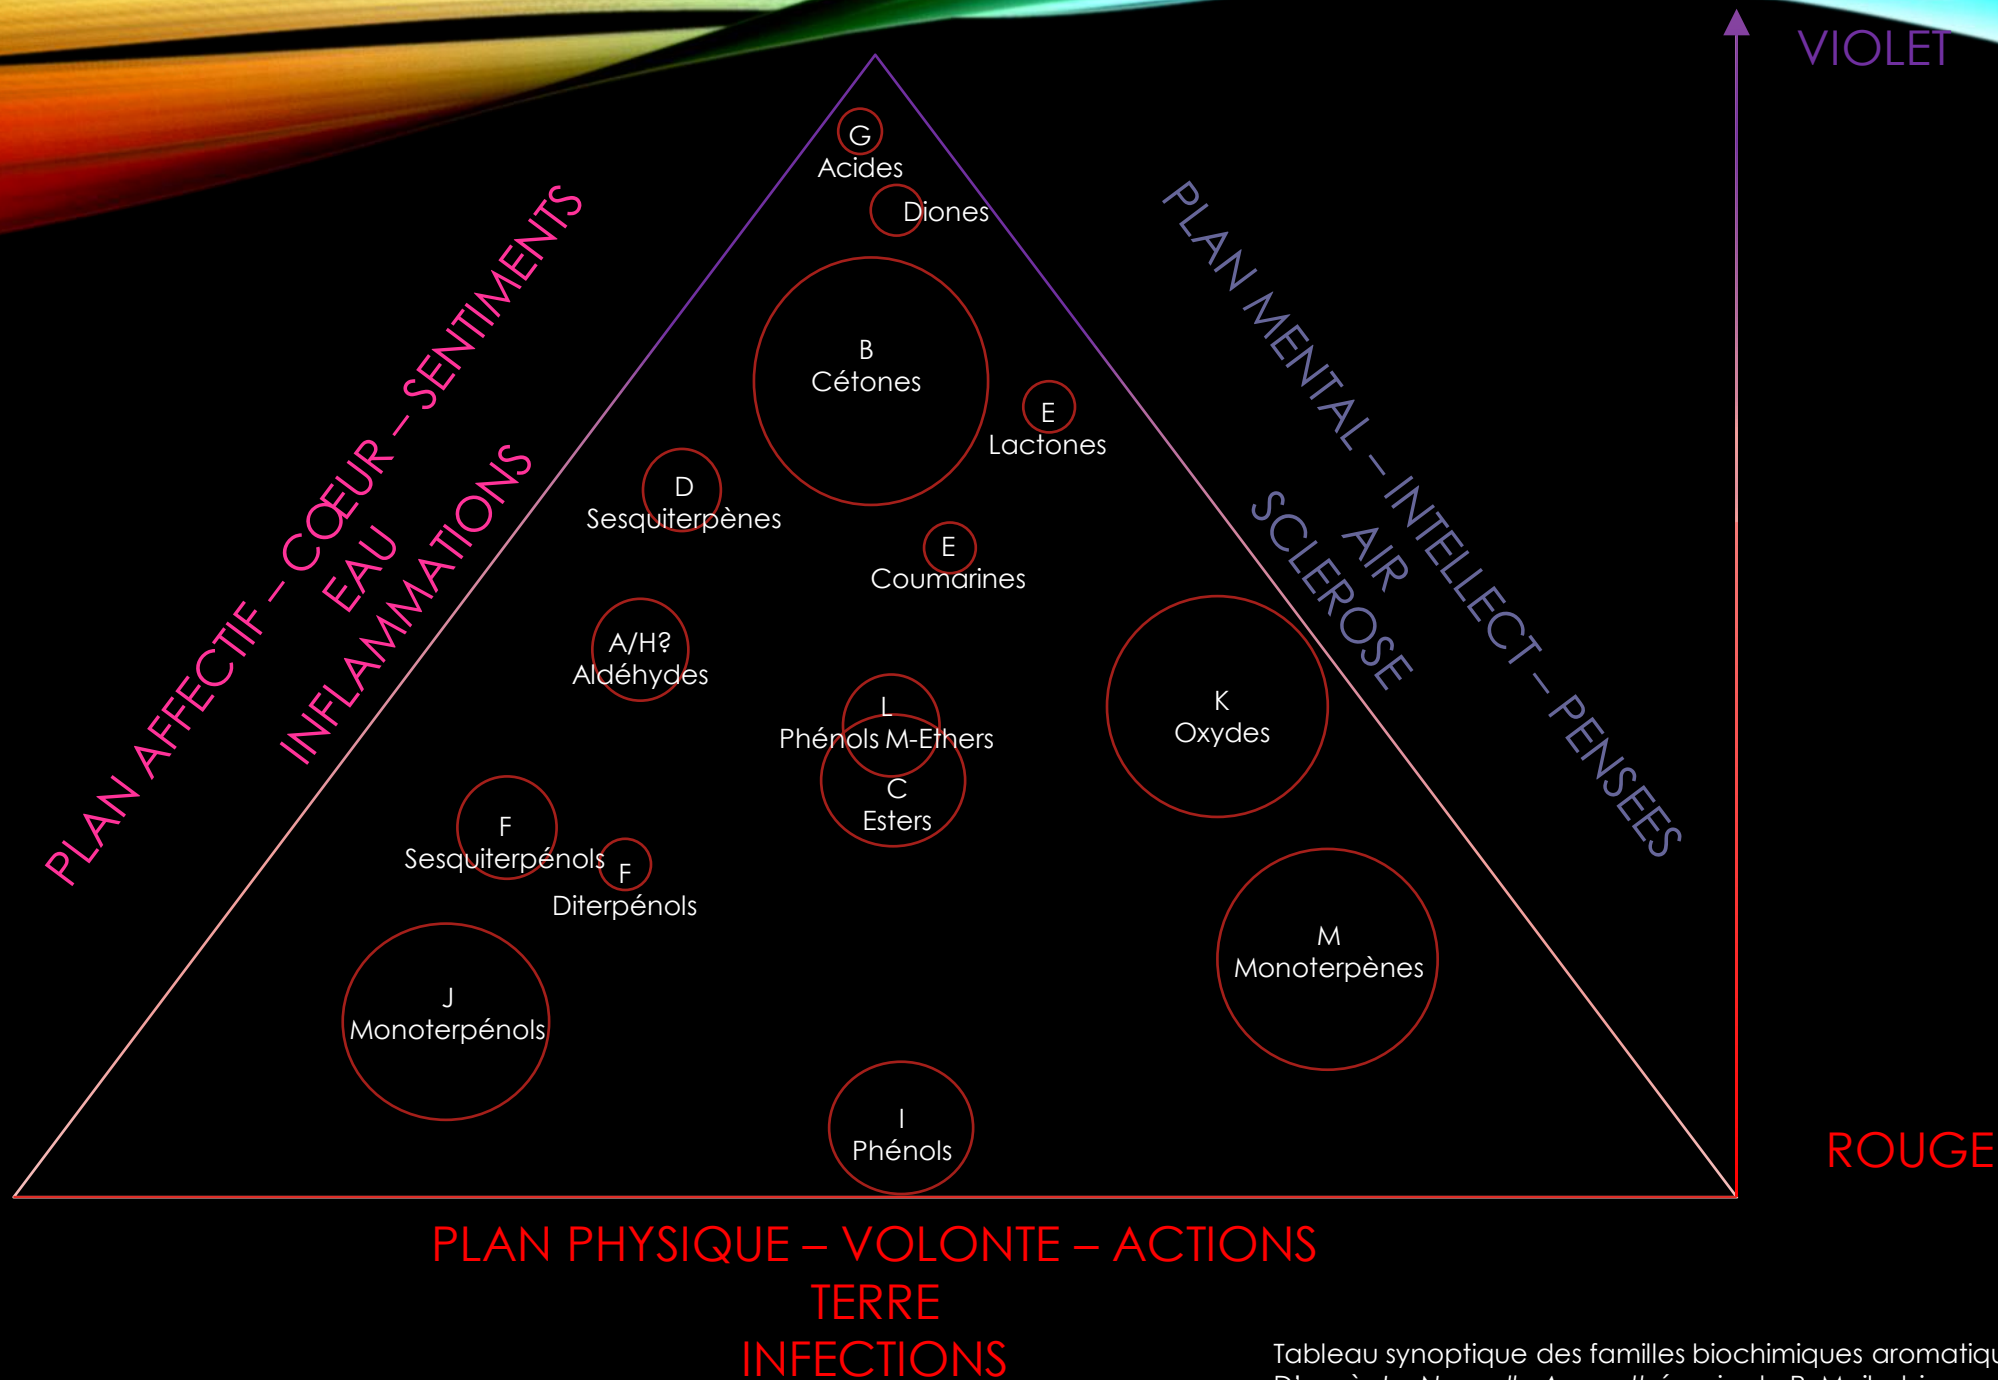 VIOLET
G
Acides
Diones
PLAN AFFECTIF – CŒUR – SENTIMENTS
EAU
INFLAMMATIONS
PLAN MENTAL – INTELLECT – PENSEES
AIR
SCLEROSE
B
Cétones
E
Lactones
D
Sesquiterpènes
E
Coumarines
A/H?
Aldéhydes
L
Phénols M-Ethers
C
Esters
K
Oxydes
F
Sesquiterpénols
F
Diterpénols
M
Monoterpènes
J
Monoterpénols
I
Phénols
ROUGE
PLAN PHYSIQUE – VOLONTE – ACTIONS
TERRE
INFECTIONS
Tableau synoptique des familles biochimiques